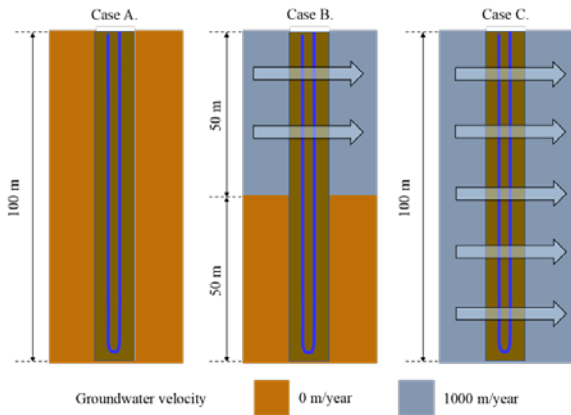 Case A.
Case B.
Case C.
100 m
50 m
50 m
100 m
Groundwater velocity
0 m/year
1000 m/year